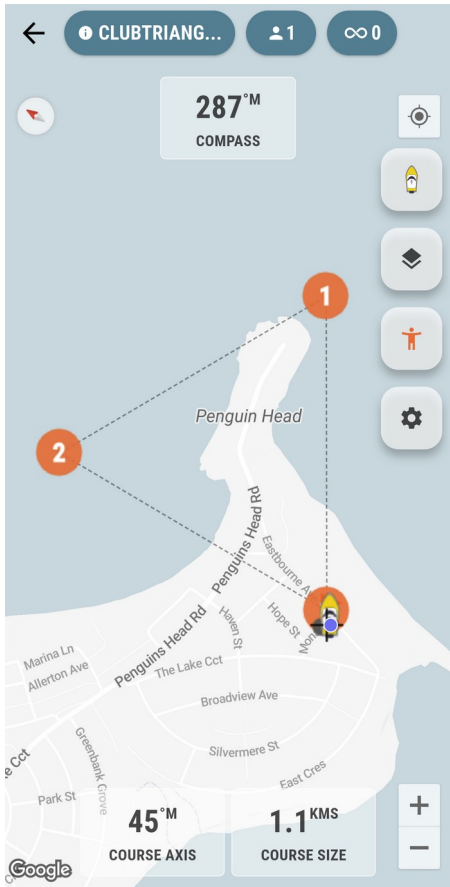 CLUBTRIANG...
1
0
287°M
COMPASS
1
Penguin Head
2
Penguins Head Rd
Eastbourne A
Hope St
Mon
Haven St
Penguins Head Rd
The Lake Cct
Marina Ln
Allerton Ave
Broadview Ave
Silvermere St
East Cres
Greenbank Grove
e Cct
Park St
45°M
COURSE AXIS
1.1KMS
COURSE SIZE
+
−
Google